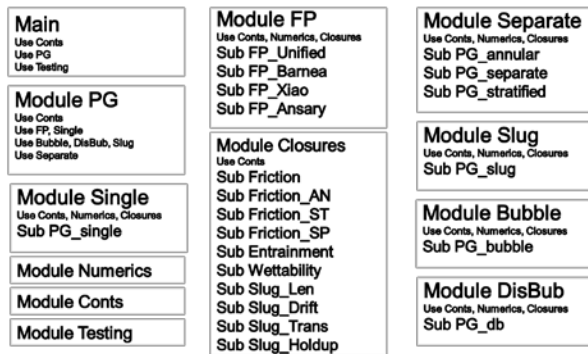 Main
Use Conts
Use PG
Use Testing
Module PG
Use Conts
Use FP, Single
Use Bubble, DisBub, Slug
Use Separate
Module Single
Use Conts, Numerics, Closures
Sub PG_single
Module Numerics
Module Conts
Module Testing
Module FP
Use Conts, Numerics, Closures
Sub FP_Unified
Sub FP_Barnea
Sub FP_Xiao
Sub FP_Ansary
Module Closures
Use Conts
Sub Friction
Sub Friction_AN
Sub Friction_ST
Sub Friction_SP
Sub Entrainment
Sub Wettability
Sub Slug_Len
Sub Slug_Drift
Sub Slug_Trans
Sub Slug_Holdup
Module Separate
Use Conts, Numerics, Closures
Sub PG_annular
Sub PG_separate
Sub PG_stratified
Module Slug
Use Conts, Numerics, Closures
Sub PG_slug
Module Bubble
Use Conts, Numerics, Closures
Sub PG_bubble
Module DisBub
Use Conts, Numerics, Closures
Sub PG_db